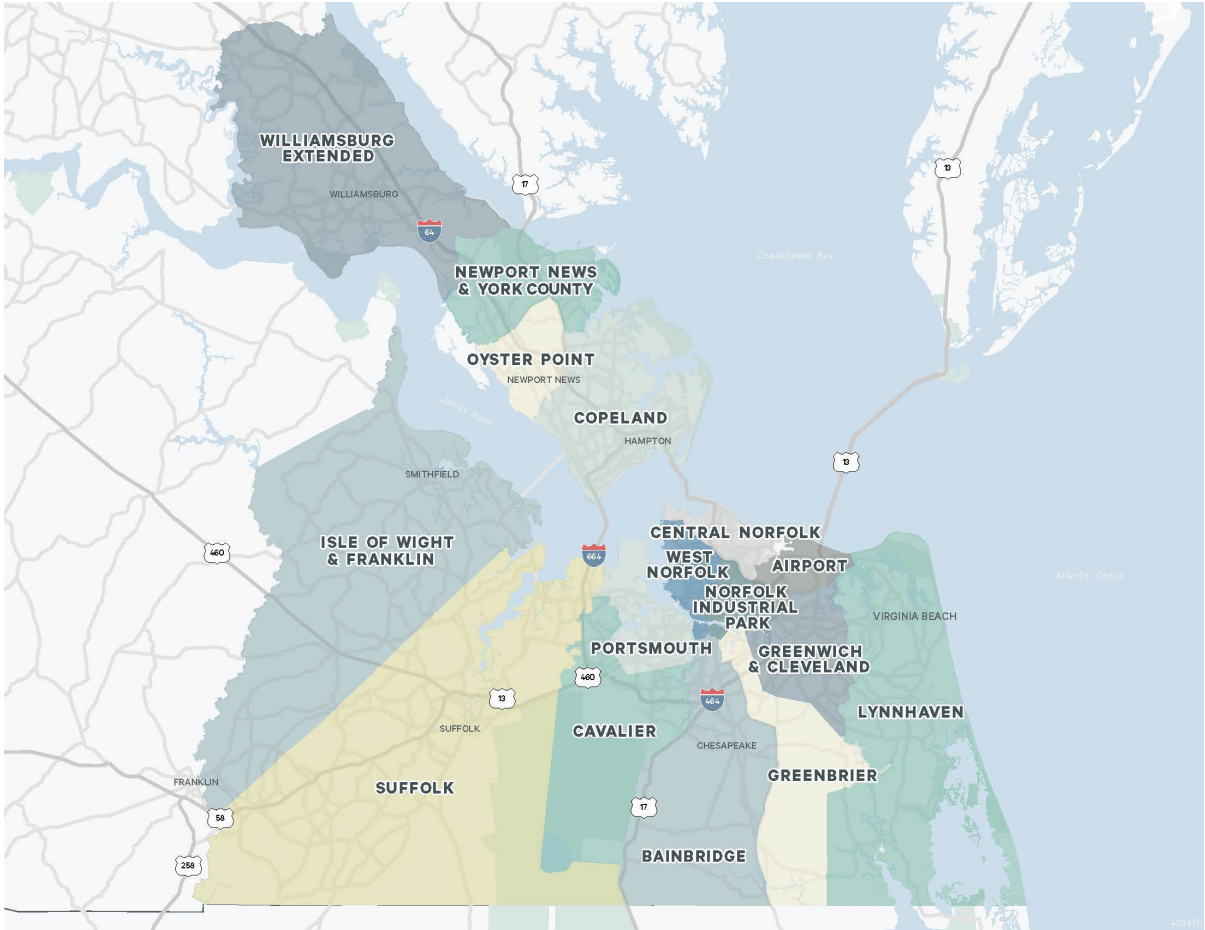 WILLIAMSBURG
EXTENDED
WILLIAMSBURG
13
17
64
Chesapeake Bay
NEWPORT NEWS
& YORK COUNTY
OYSTER POINT
NEWPORT NEWS
James River
COPELAND
HAMPTON
13
SMITHFIELD
CENTRAL NORFOLK
ISLE OF WIGHT
& FRANKLIN
460
664
WEST
NORFOLK
AIRPORT
Atlantic Ocean
NORFOLK
INDUSTRIAL
PARK
VIRGINIA BEACH
PORTSMOUTH
GREENWICH
& CLEVELAND
460
13
464
LYNNHAVEN
SUFFOLK
CAVALIER
CHESAPEAKE
GREENBRIER
FRANKLIN
SUFFOLK
17
58
BAINBRIDGE
258